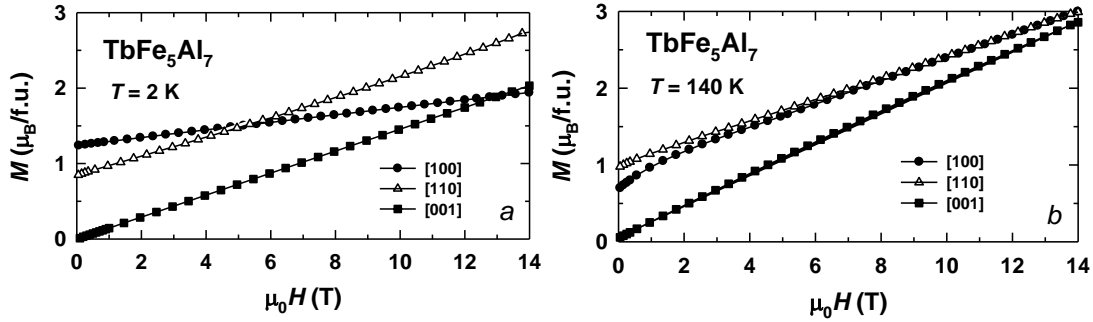 3
2
1
0
M (μB/f.u.)
TbFe5Al7
T = 2 K
[100]
[110]
[001]
a
0 2 4 6 8 10 12 14
μ0H (T)
3
2
1
0
M (μB/f.u.)
TbFe5Al7
T = 140 K
[100]
[110]
[001]
b
0 2 4 6 8 10 12 14
μ0H (T)